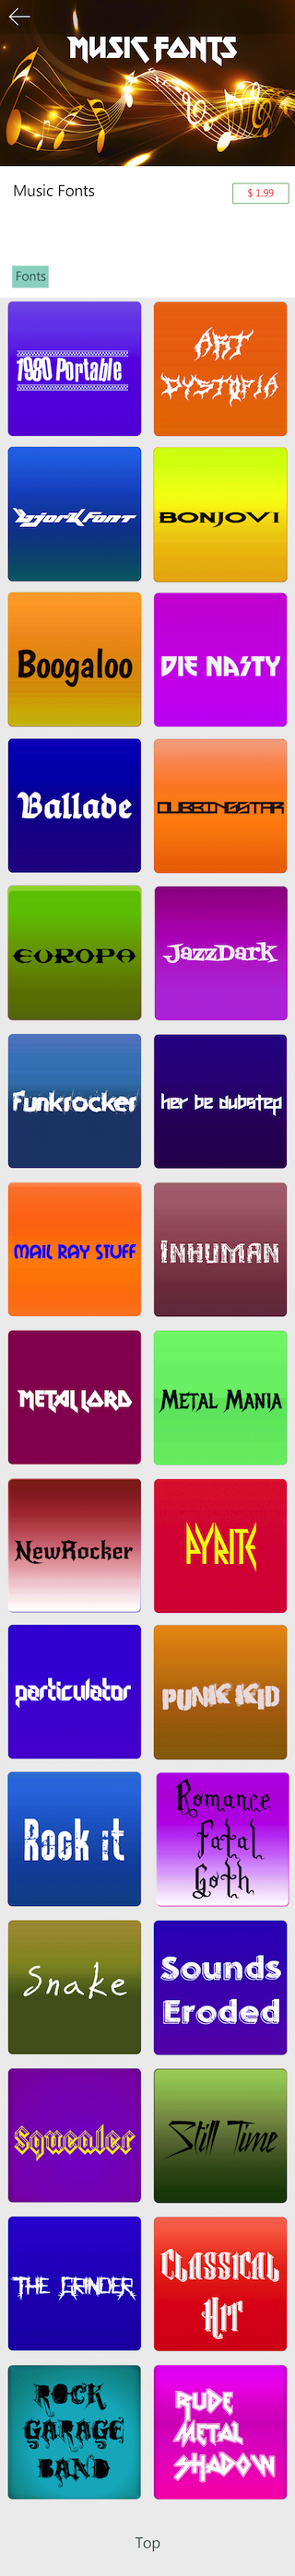 MUSIC FONTS
Music Fonts
$ 1.99
Fonts
1980 Portable
ART
DYSTOPIA
bjork Font
BONJOVI
Boogaloo
DIE NASTY
Ballade
DUBBINGSTAR
EUROPA
JazzDark
Funkrocker
her be dubstep
MAIL RAY STUFF
INHUMAN
METAL LORD
METAL MANIA
NewRocker
PYRITE
particulator
PUNK KID
Rock it
Romance
Fatal
Goth
Snake
Sounds
Eroded
Squealer
Still Time
THE GRINDER
CLASSICAL
HIT
ROCK
GARAGE
BAND
RUDE
METAL
SHADOW
Top